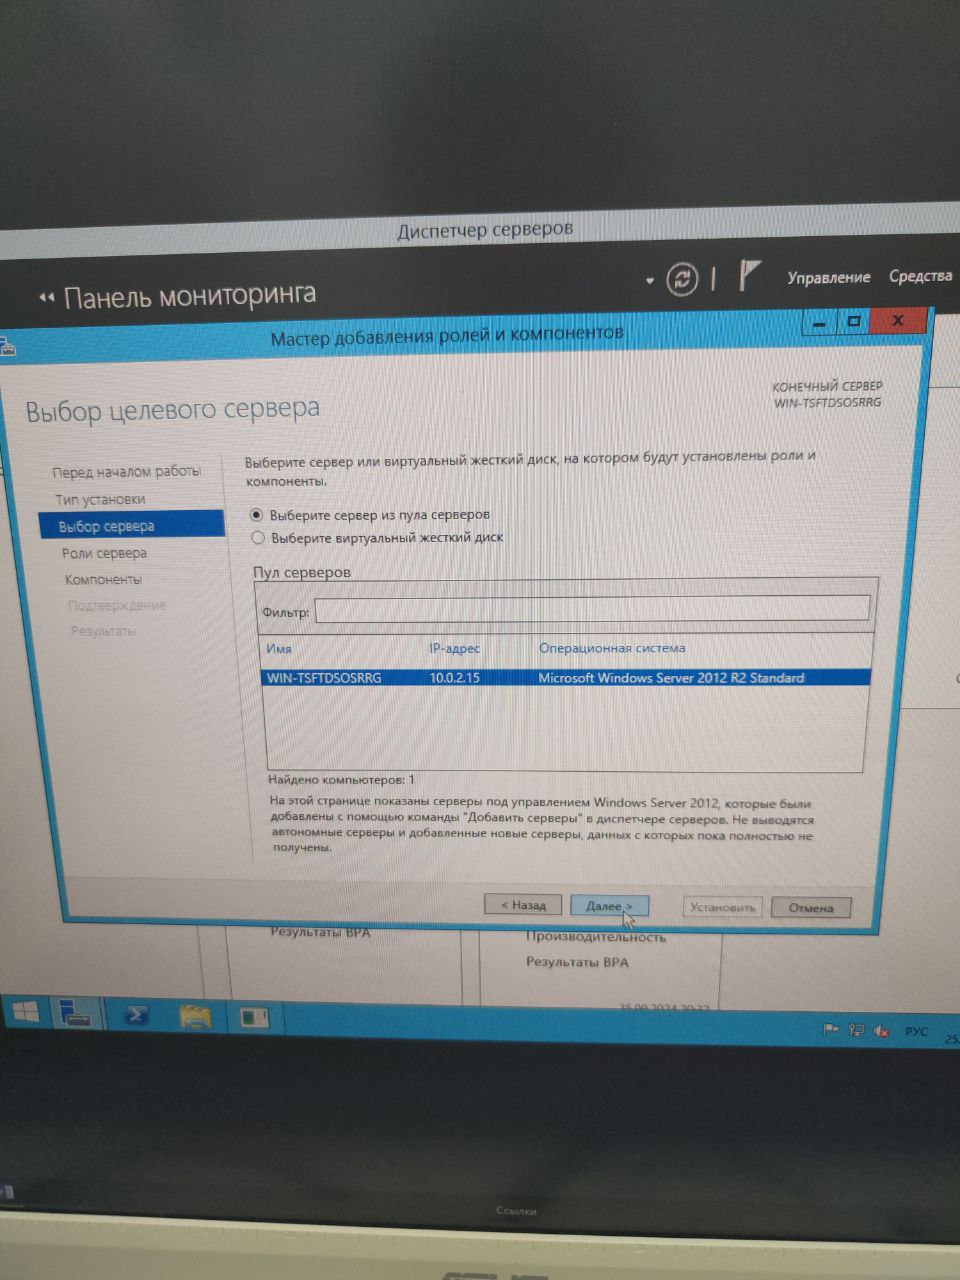 Диспетчер серверов
Панель мониторинга
Управление
Средства
Мастер добавления ролей и компонентов
Выбор целевого сервера
КОНЕЧНЫЙ СЕРВЕР
WIN-TSFTDSOSRRG
Перед началом работы
Тип установки
Выбор сервера
Роли сервера
Компоненты
Подтверждение
Результаты
Выберите сервер или виртуальный жесткий диск, на котором будут установлены роли и
компоненты.
Выберите сервер из пула серверов
Выберите виртуальный жесткий диск
Пул серверов
Фильтр:
Имя IP-адрес Операционная система
WIN-TSFTDSOSRRG 10.0.2.15 Microsoft Windows Server 2012 R2 Standard
Найдено компьютеров: 1
На этой странице показаны серверы под управлением Windows Server 2012, которые были
добавлены с помощью команды "Добавить серверы" в диспетчере серверов. Не выводятся
автономные серверы и добавленные новые серверы, данных с которых пока полностью не
получены.
< Назад
Далее >
Установить
Отмена
Результаты BPA
Производительность
Результаты BPA
РУС
Ссылки